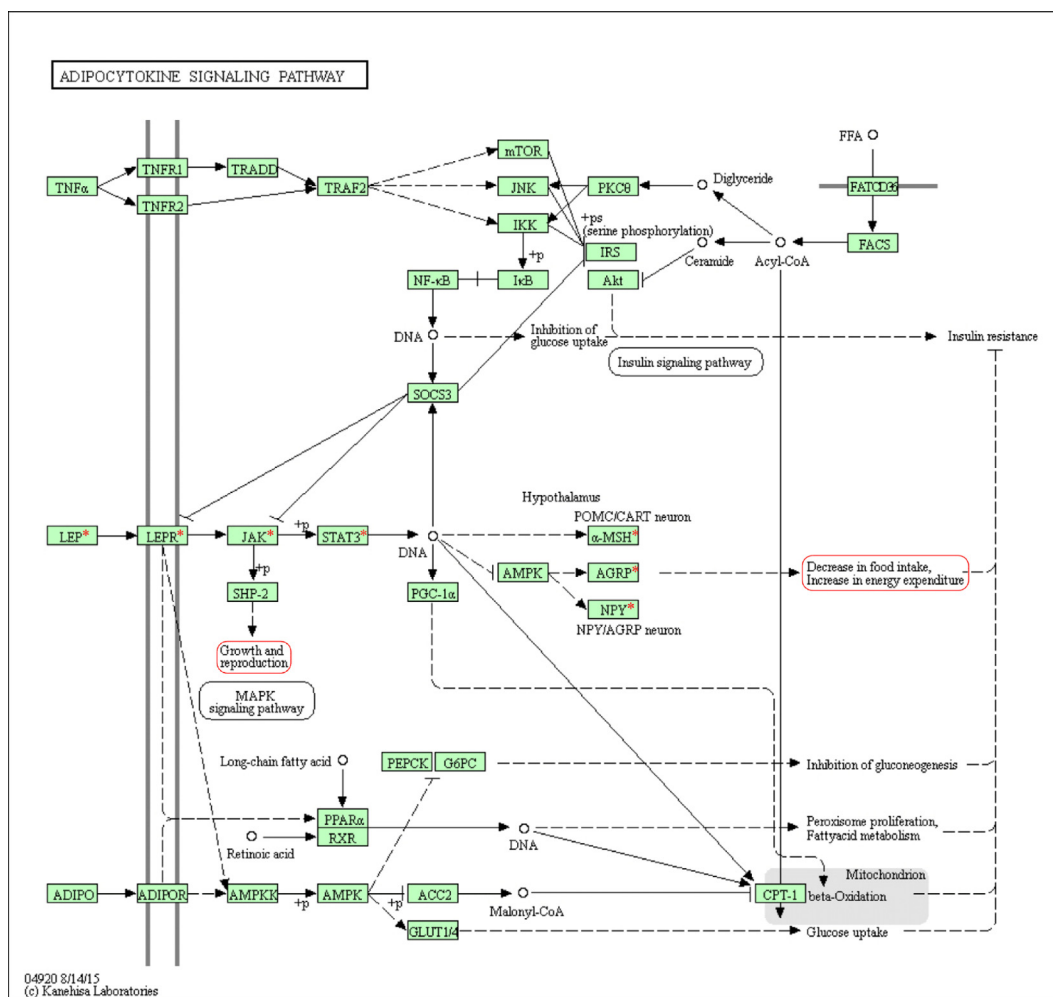 ADIPOCYTOKINE SIGNALING PATHWAY
FFA
mTOR
TNFR1
TRADD
Diglyceride
TNFα
TRAF2
JNK
PKCθ
FATCD36
TNFR2
IKK
+ps
(serine phosphorylation)
+p
IRS
Ceramide
Acyl-CoA
FACS
NF-κB
IκB
Akt
DNA
Inhibition of
glucose uptake
Insulin resistance
Insulin signaling pathway
SOCS3
Hypothalamus
POMC/CART neuron
LEP*
LEPR*
JAK*
+p
STAT3*
DNA
α-MSH*
+p
AMPK
AGRP*
Decrease in food intake,
Increase in energy expenditure
SHP-2
PGC-1α
NPY*
NPY/AGRP neuron
Growth and
reproduction
MAPK
signaling pathway
Long-chain fatty acid
PEPCK
G6PC
Inhibition of gluconeogenesis
PPARα
RXR
Retinoic acid
DNA
Peroxisome proliferation,
Fattyacid metabolism
Mitochondrion
ADIPO
ADIPOR
AMPKK
+p
AMPK
+p
ACC2
Malonyl-CoA
CPT-1
beta-Oxidation
GLUT1/4
Glucose uptake
04920 8/14/15
(c) Kanehisa Laboratories